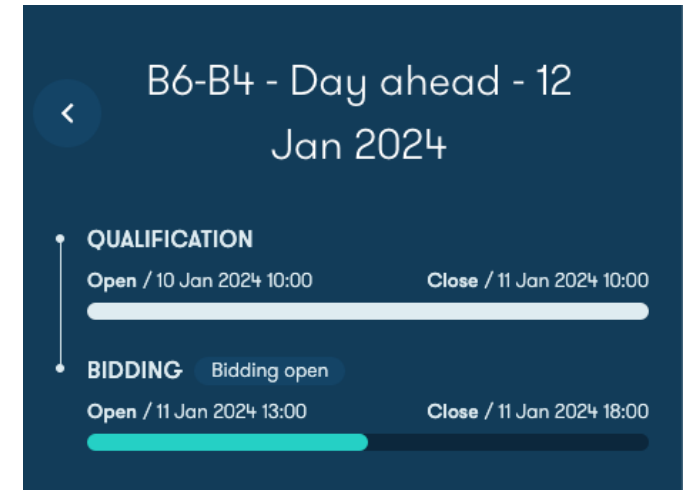 B6-B4 - Day ahead - 12
Jan 2024
QUALIFICATION
Open / 10 Jan 2024 10:00 Close / 11 Jan 2024 10:00
BIDDING Bidding open
Open / 11 Jan 2024 13:00 Close / 11 Jan 2024 18:00